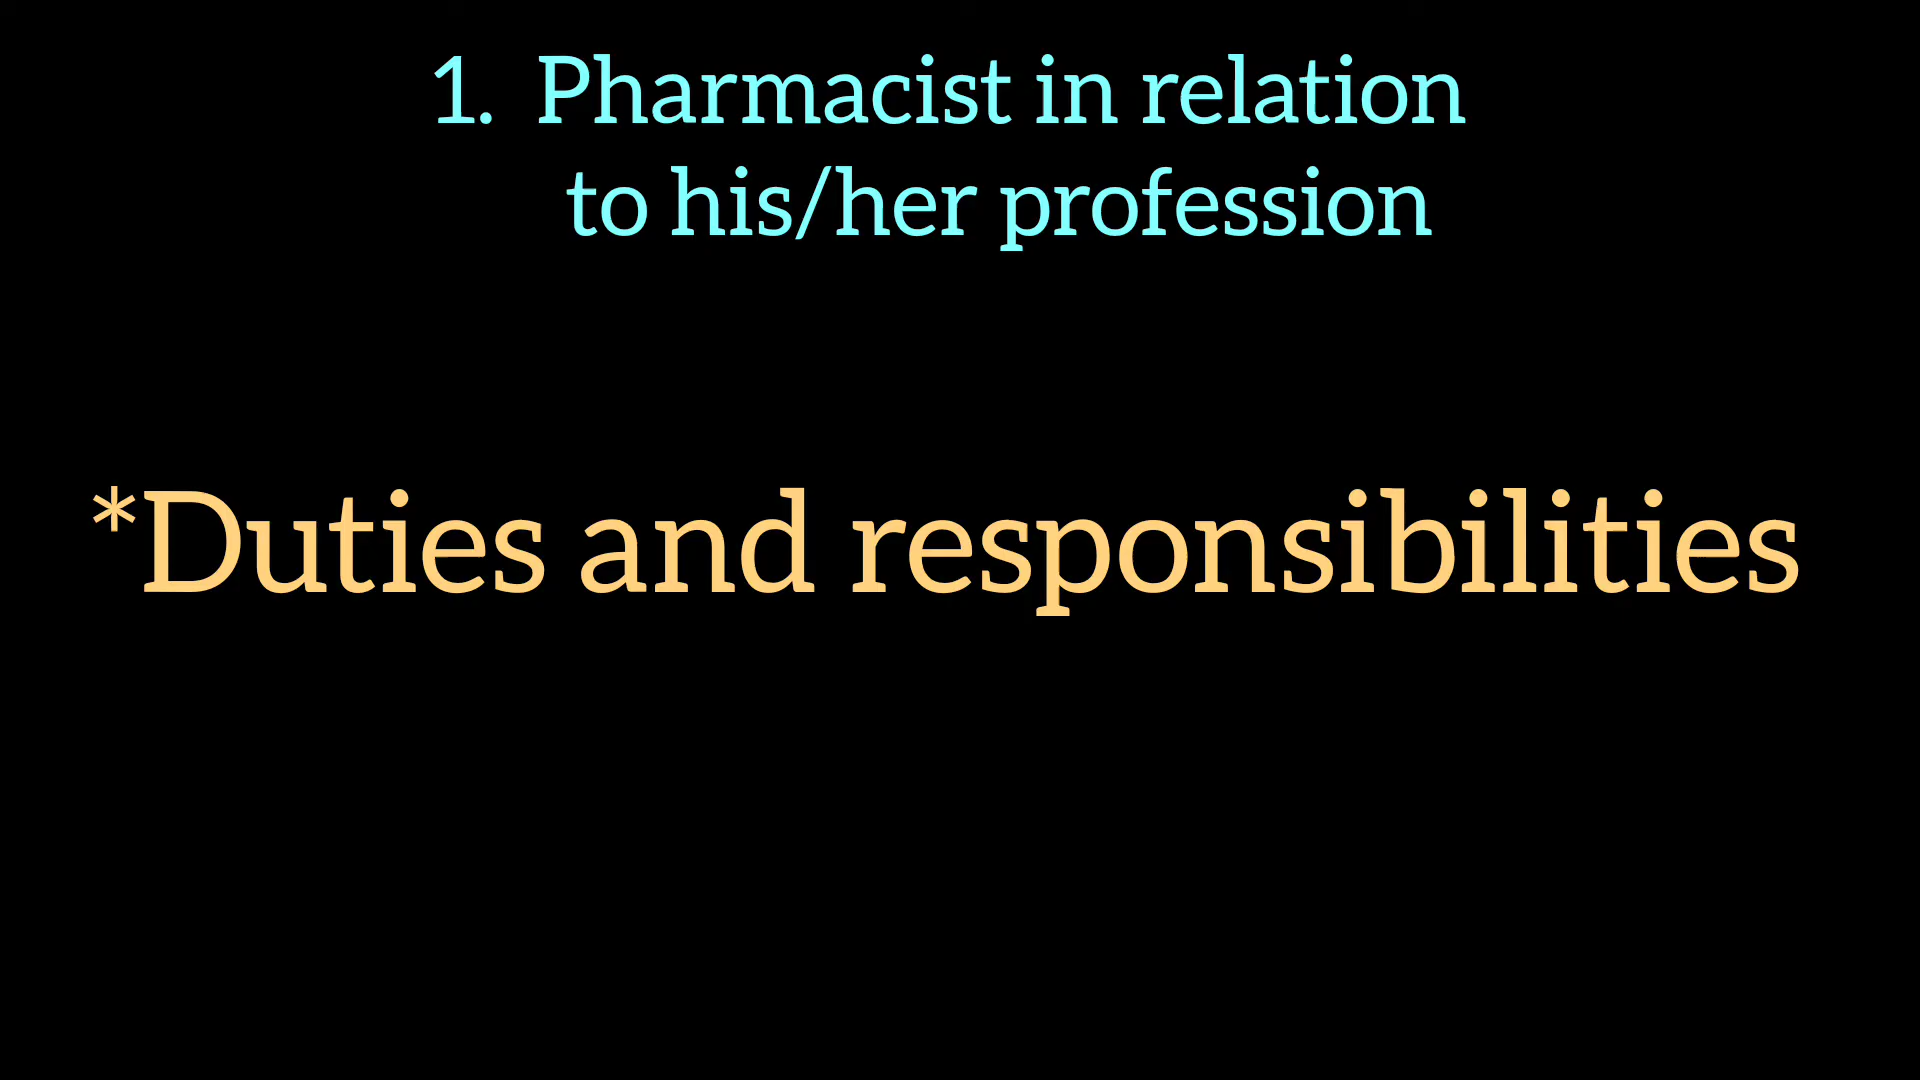 1. Pharmacist in relation
to his/her profession
*Duties and responsibilities